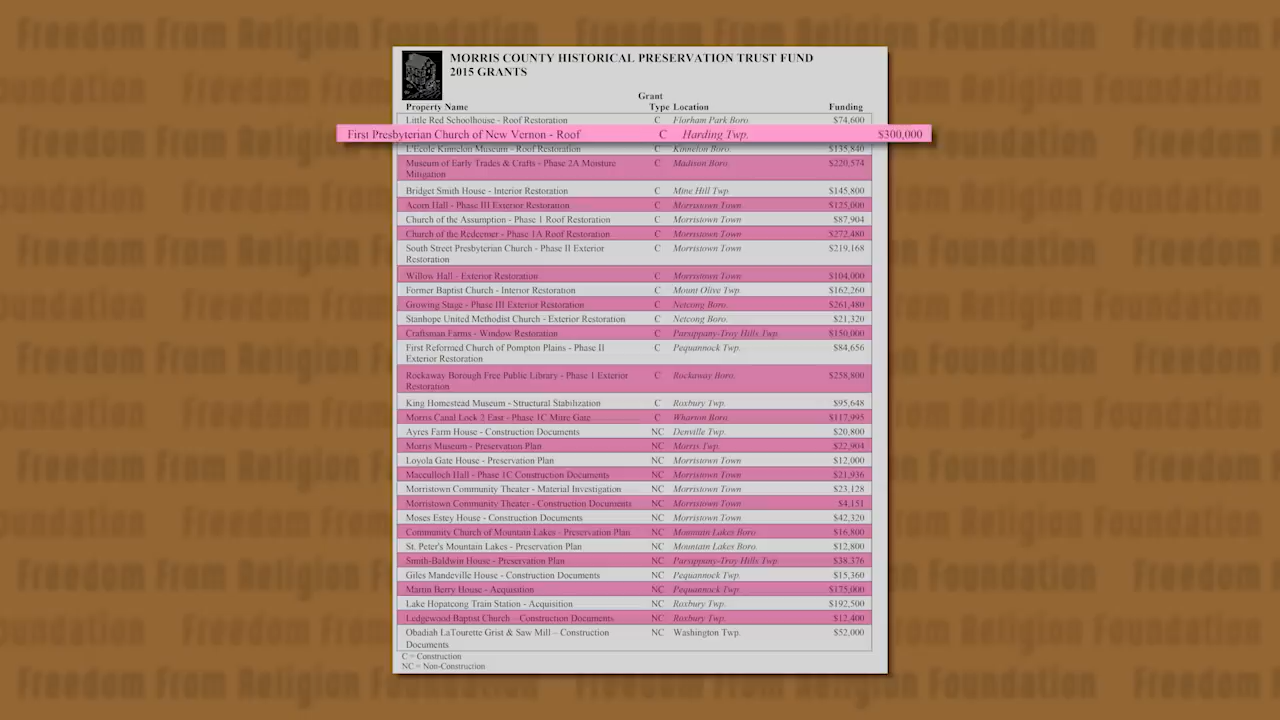 Freedom From Religion Foundation Freedom From Religion Foundation Freedom
MORRIS COUNTY HISTORICAL PRESERVATION TRUST FUND
2015 GRANTS
Grant
Property Name Type Location Funding
Little Red Schoolhouse - Roof Restoration C Florham Park Boro. $74,600
First Presbyterian Church of New Vernon - Roof C Harding Twp. $300,000
L'Ecole Kinnelon Museum - Roof Restoration C Kinnelon Boro. $135,840
Museum of Early Trades & Crafts - Phase 2A Moisture C Madison Boro. $220,574
Mitigation
Bridget Smith House - Interior Restoration C Mine Hill Twp. $145,800
Acorn Hall - Phase III Exterior Restoration C Morristown Town $125,000
Church of the Assumption - Phase 1 Roof Restoration C Morristown Town $87,904
Church of the Redeemer - Phase 1A Roof Restoration C Morristown Town $272,480
South Street Presbyterian Church - Phase II Exterior C Morristown Town $219,168
Restoration
Willow Hall - Exterior Restoration C Morristown Town $104,000
Former Baptist Church - Interior Restoration C Mount Olive Twp. $162,260
Growing Stage - Phase III Exterior Restoration C Netcong Boro. $261,480
Stanhope United Methodist Church - Exterior Restoration C Netcong Boro. $21,320
Craftsman Farms - Window Restoration C Parsippany-Troy Hills Twp. $150,000
First Reformed Church of Pompton Plains - Phase II C Pequannock Twp. $84,656
Exterior Restoration
Rockaway Borough Free Public Library - Phase 1 Exterior C Rockaway Boro. $258,800
Restoration
King Homestead Museum - Structural Stabilization C Roxbury Twp. $95,648
Morris Canal Lock 2 East - Phase 1C Mitre Gate C Wharton Boro. $117,995
Ayres Farm House - Construction Documents NC Denville Twp. $20,800
Morris Museum - Preservation Plan NC Morris Twp. $22,904
Loyola Gate House - Preservation Plan NC Morristown Town $12,000
Macculloch Hall - Phase 1C Construction Documents NC Morristown Town $21,936
Morristown Community Theater - Material Investigation NC Morristown Town $23,128
Morristown Community Theater - Construction Documents NC Morristown Town $4,151
Moses Estey House - Construction Documents NC Morristown Town $42,320
Community Church of Mountain Lakes - Preservation Plan NC Mountain Lakes Boro. $16,800
St. Peter's Mountain Lakes - Preservation Plan NC Mountain Lakes Boro. $12,800
Smith-Baldwin House - Preservation Plan NC Parsippany-Troy Hills Twp. $38,376
Giles Mandeville House - Construction Documents NC Pequannock Twp. $15,360
Martin Berry House - Acquisition NC Pequannock Twp. $175,000
Lake Hopatcong Train Station - Acquisition NC Roxbury Twp. $192,500
Ledgewood Baptist Church – Construction Documents NC Roxbury Twp. $12,400
Obadiah LaTourette Grist & Saw Mill – Construction NC Washington Twp. $52,000
Documents
C = Construction
NC = Non-Construction
Freedom From Religion Foundation Freedom From Religion Foundation Freedom